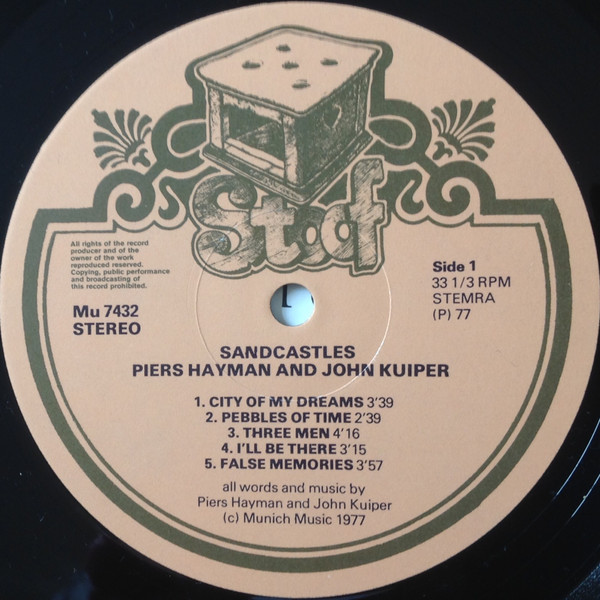 Stoof
All rights of the record
producer and of the
owner of the work
reproduced reserved.
Copying, public performance
and broadcasting of
this record prohibited.
Mu 7432
STEREO
Side 1
33 1/3 RPM
STEMRA
(P) 77
SANDCASTLES
PIERS HAYMAN AND JOHN KUIPER
1. CITY OF MY DREAMS 3'39
2. PEBBLES OF TIME 2'39
3. THREE MEN 4'16
4. I'LL BE THERE 3'15
5. FALSE MEMORIES 3'57
all words and music by
Piers Hayman and John Kuiper
(c) Munich Music 1977